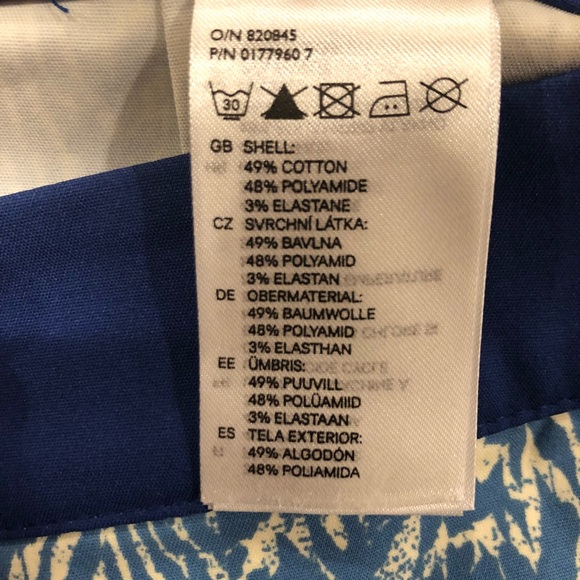 O/N 820845
P/N 0177960 7
30
GB SHELL:
49% COTTON
48% POLYAMIDE
3% ELASTANE
CZ SVRCHNÍ LÁTKA:
49% BAVLNA
48% POLYAMID
3% ELASTAN
DE OBERMATERIAL:
49% BAUMWOLLE
48% POLYAMID
3% ELASTHAN
EE ÜMBRIS:
49% PUUVILL
48% POLÜAMIID
3% ELASTAAN
ES TELA EXTERIOR:
49% ALGODÓN
48% POLIAMIDA